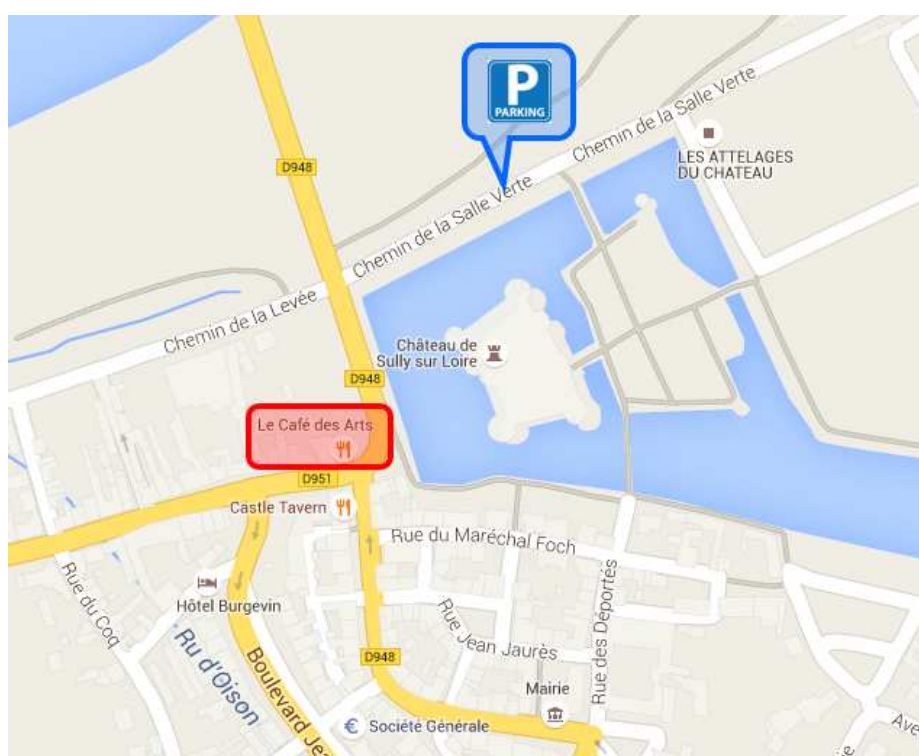 P
PARKING
Chemin de la Salle Verte
LES ATTELAGES
DU CHATEAU
D948
Chemin de la Salle Verte
Chemin de la Levée
Château de
Sully sur Loire
D948
Le Café des Arts
D951
Castle Tavern
Rue du Maréchal Foch
Rue du Coq
Hôtel Burgevin
Ru d'Oison
Rue Jean Jaurès
Rue des Déportés
Boulevard Je
D948
Mairie
€ Société Générale
Ave